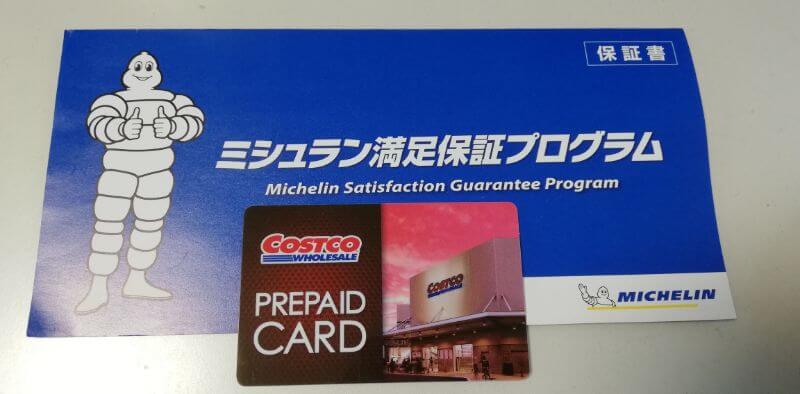 保証書
ミシュラン満足保証プログラム
Michelin Satisfaction Guarantee Program
MICHELIN
COSTCO
WHOLESALE
PREPAID
CARD
COSTCO
WHOLESALE